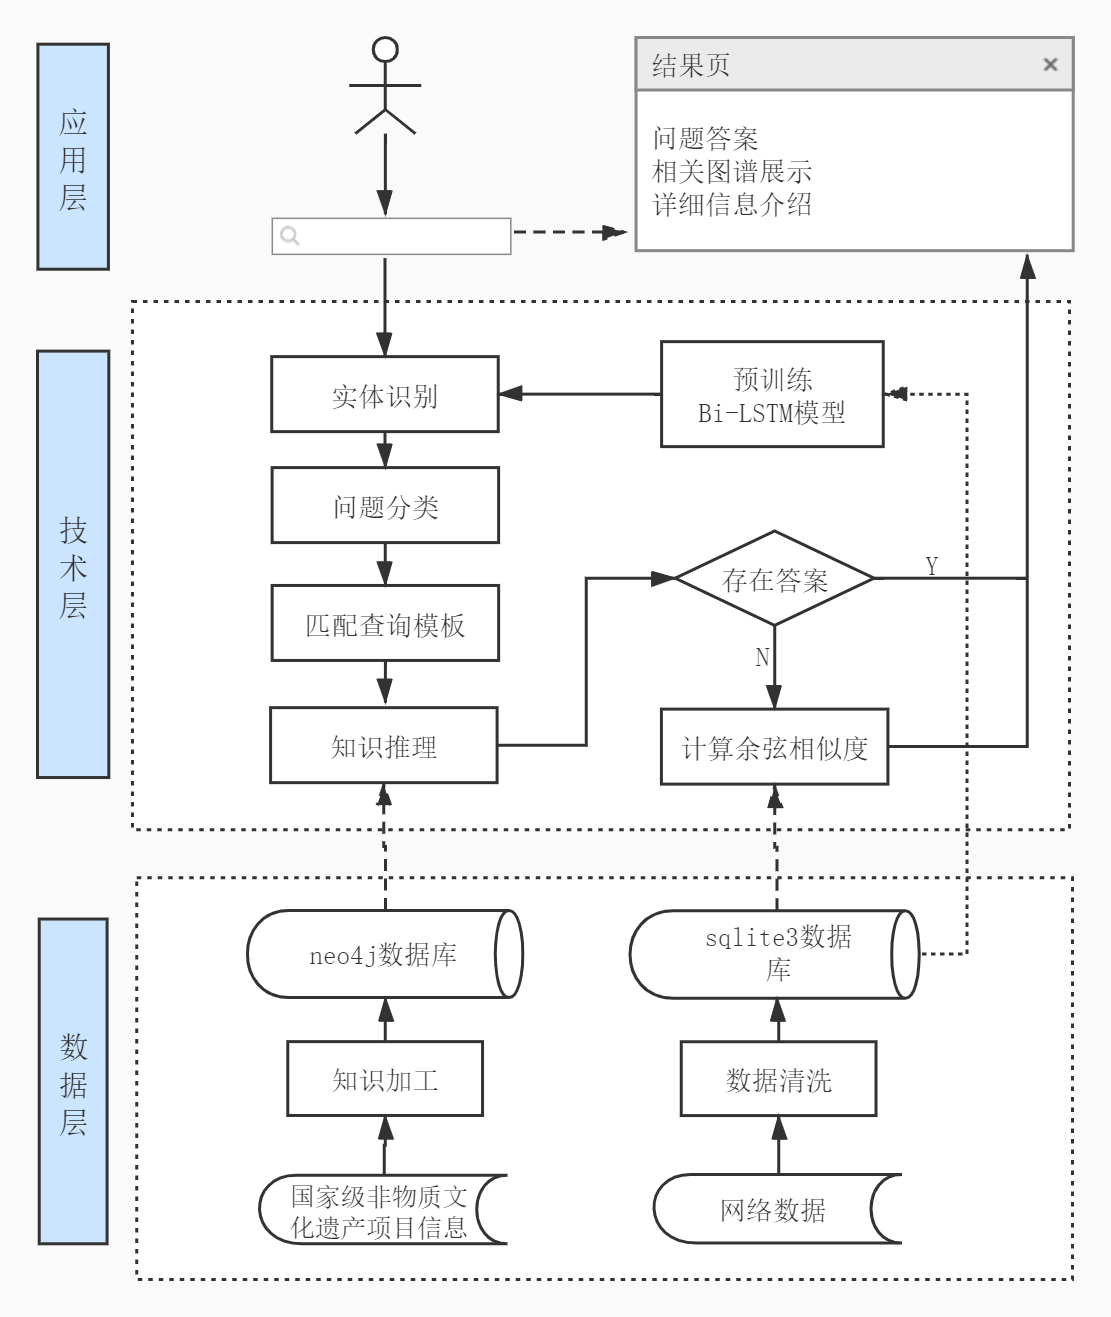 应用层
结果页
问题答案
相关图谱展示
详细信息介绍
技术层
实体识别
预训练
Bi-LSTM模型
问题分类
存在答案
Y
匹配查询模板
N
知识推理
计算余弦相似度
数据层
neo4j数据库
sqlite3数据
库
知识加工
数据清洗
国家级非物质文
化遗产项目信息
网络数据